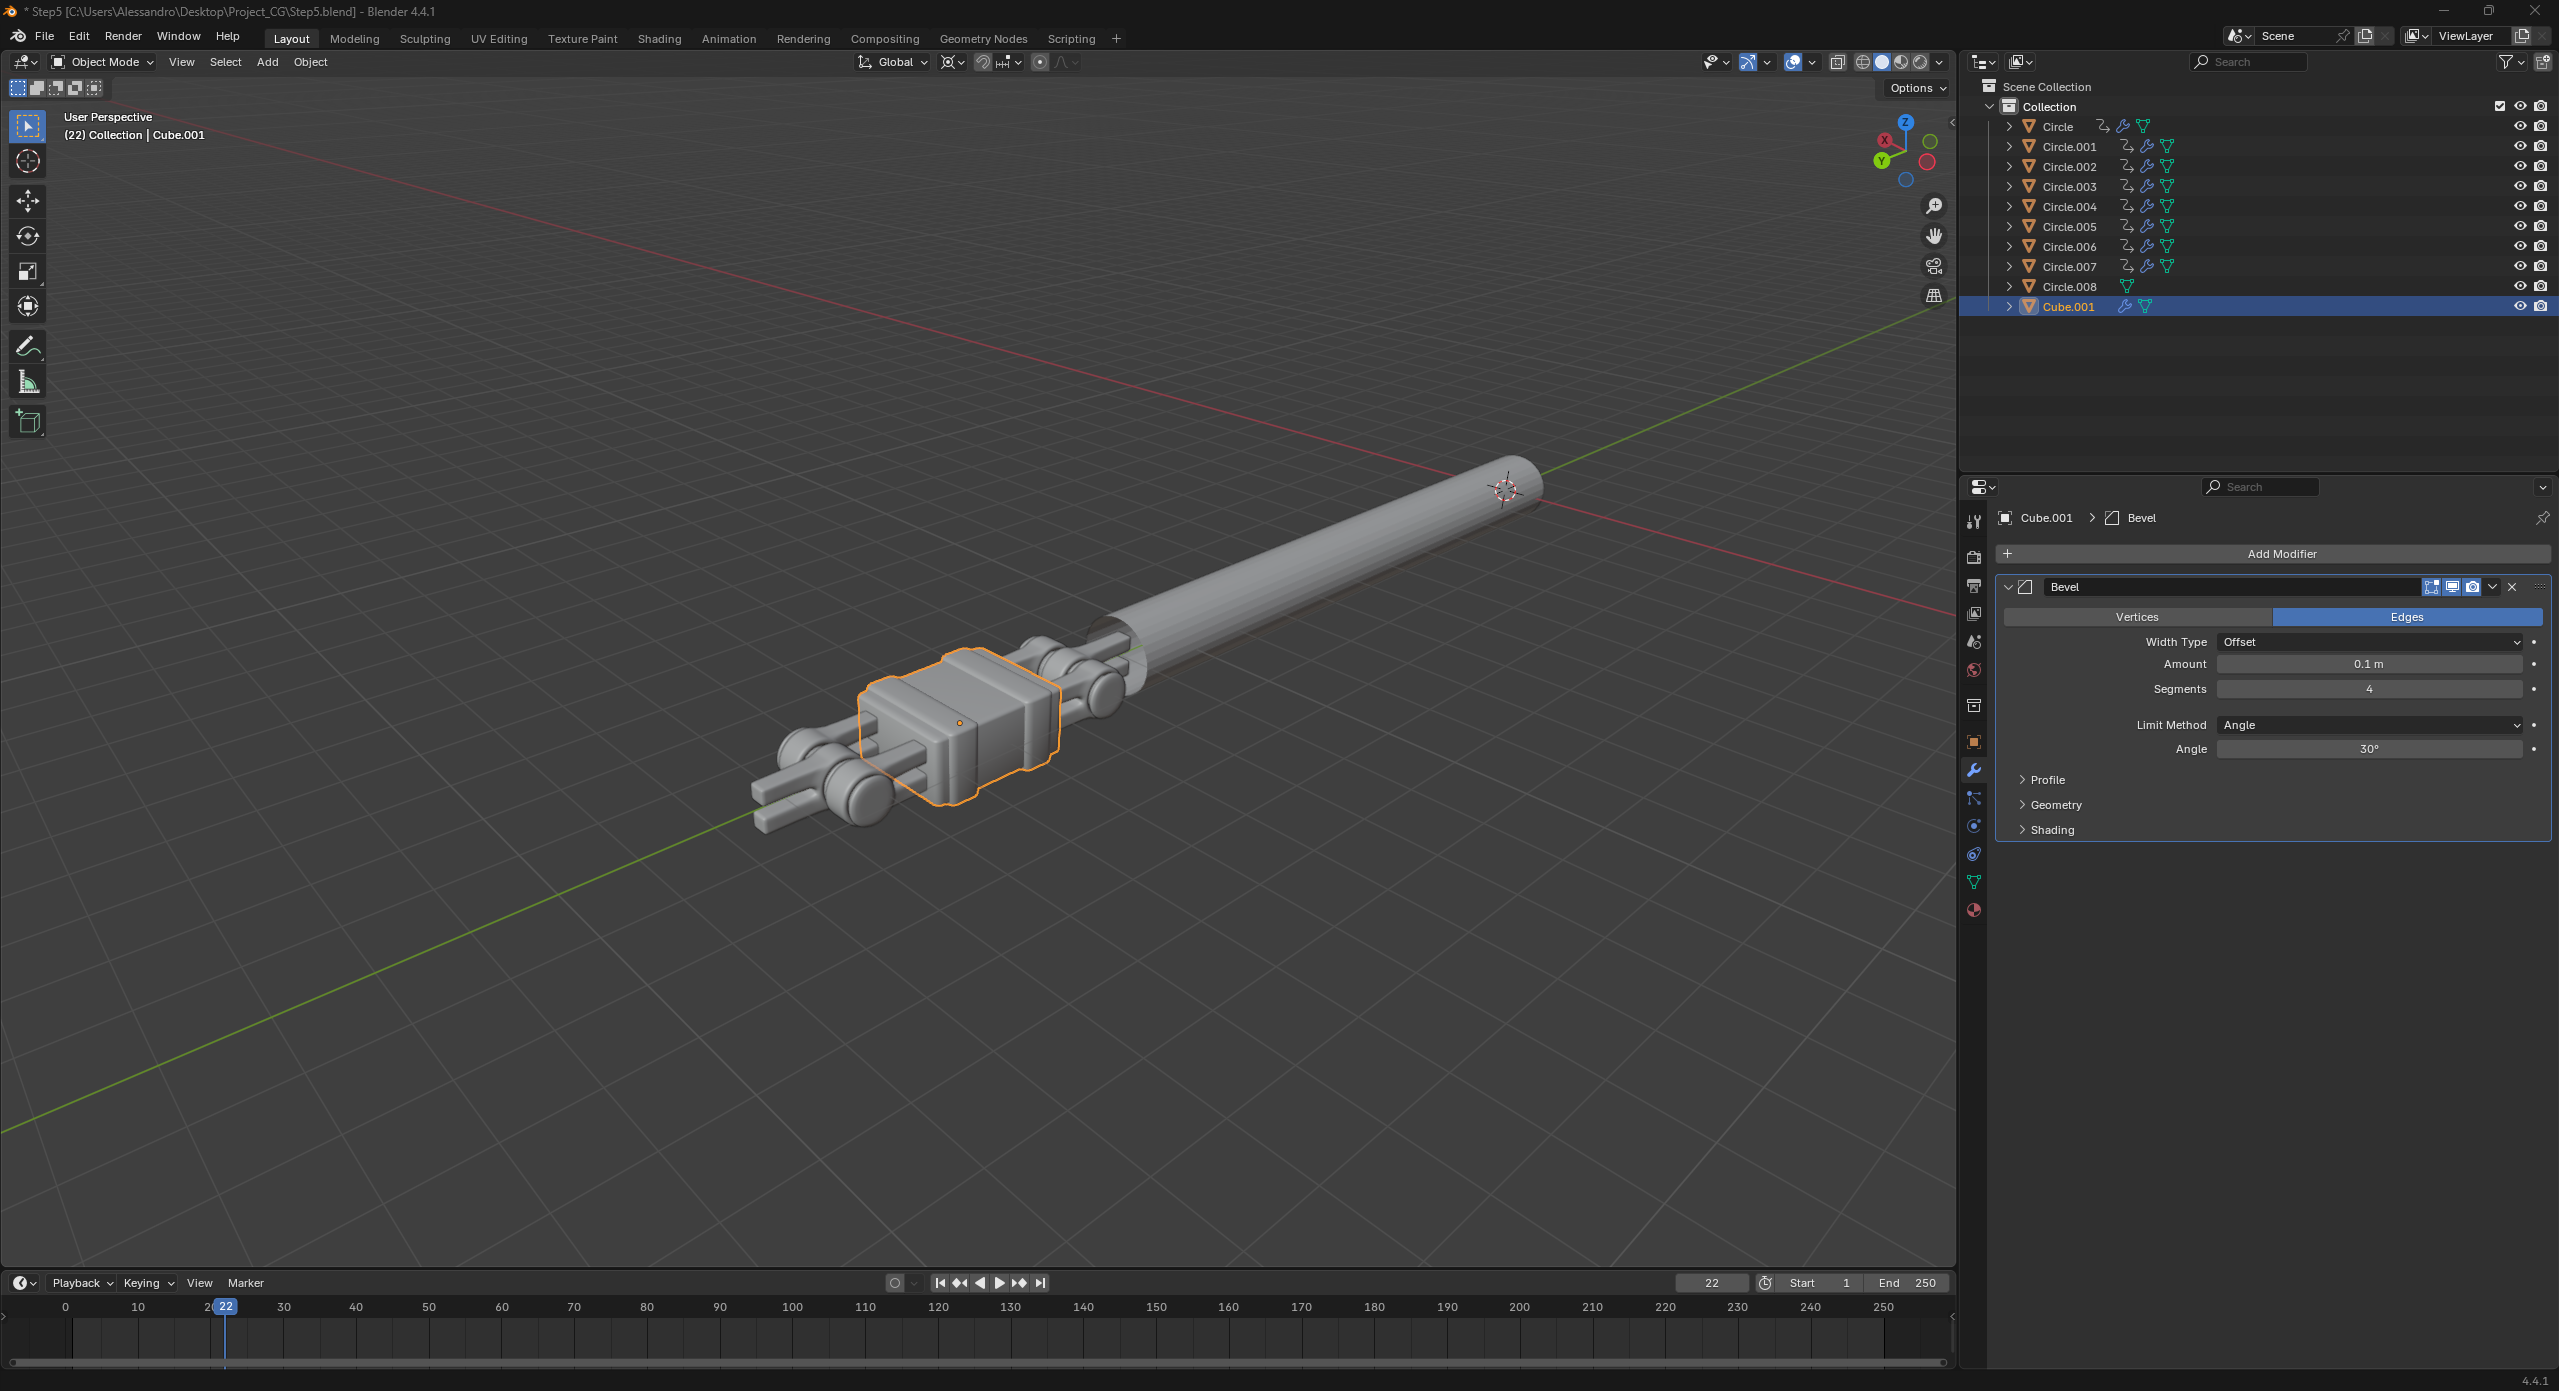 * Step5 [C:\Users\Alessandro\Desktop\Project_CG\Step5.blend] - Blender 4.4.1
File Edit Render Window Help Layout Modeling Sculpting UV Editing Texture Paint Shading Animation Rendering Compositing Geometry Nodes Scripting + Scene ViewLayer
Object Mode View Select Add Object Global Search
Options
User Perspective
(22) Collection | Cube.001
Z
X
Y
Scene Collection
Collection
Circle
Circle.001
Circle.002
Circle.003
Circle.004
Circle.005
Circle.006
Circle.007
Circle.008
Cube.001
Search
Cube.001 > Bevel
+ Add Modifier
Bevel
Vertices Edges
Width Type Offset
Amount 0.1 m
Segments 4
Limit Method Angle
Angle 30°
Profile
Geometry
Shading
Playback Keying View Marker 22 Start 1 End 250
0 10 22 30 40 50 60 70 80 90 100 110 120 130 140 150 160 170 180 190 200 210 220 230 240 250
4.4.1